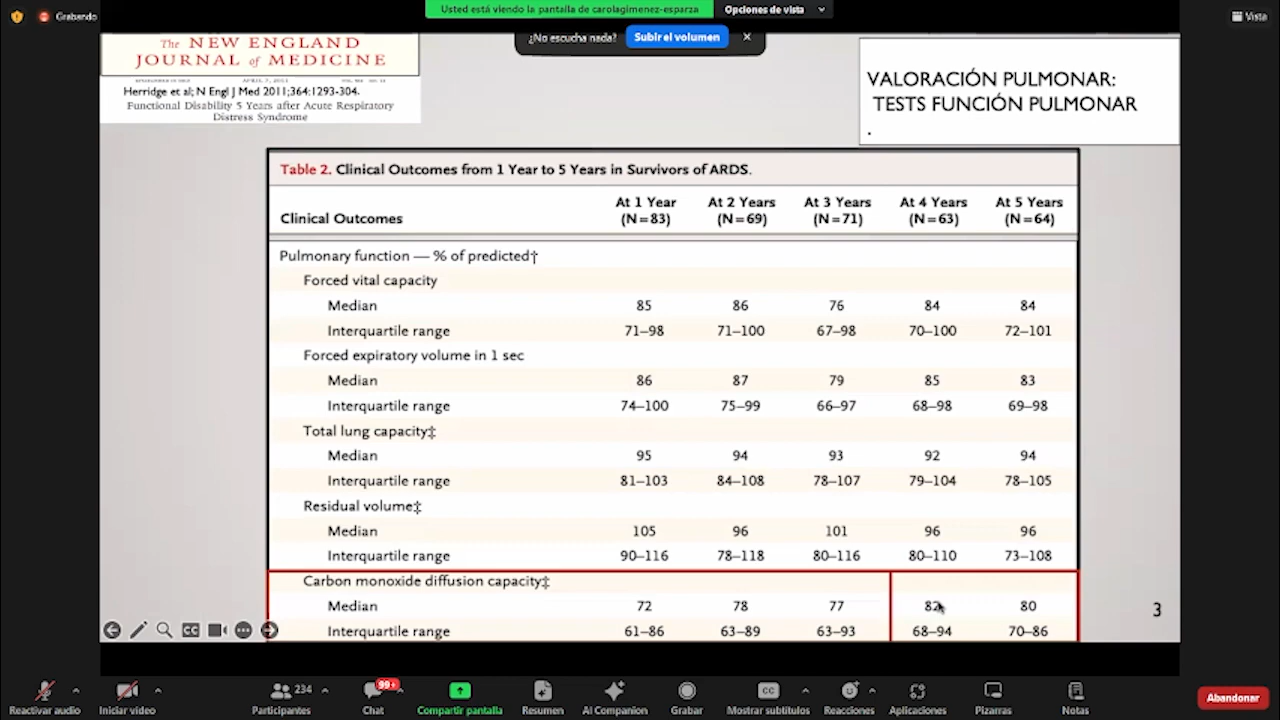 Grabando
Usted está viendo la pantalla de carolagimenez-esparza
Opciones de vista
Vista
¿No escucha nada?
Subir el volumen
The NEW ENGLAND
JOURNAL of MEDICINE
APRIL 7, 2011
Herridge et al; N Engl J Med 2011;364:1293-304.
Functional Disability 5 Years after Acute Respiratory
Distress Syndrome
VALORACIÓN PULMONAR:
TESTS FUNCIÓN PULMONAR
.
Table 2. Clinical Outcomes from 1 Year to 5 Years in Survivors of ARDS.
Clinical Outcomes At 1 Year (N=83) At 2 Years (N=69) At 3 Years (N=71) At 4 Years (N=63) At 5 Years (N=64)
Pulmonary function — % of predicted†
Forced vital capacity
Median 85 86 76 84 84
Interquartile range 71–98 71–100 67–98 70–100 72–101
Forced expiratory volume in 1 sec
Median 86 87 79 85 83
Interquartile range 74–100 75–99 66–97 68–98 69–98
Total lung capacity‡
Median 95 94 93 92 94
Interquartile range 81–103 84–108 78–107 79–104 78–105
Residual volume‡
Median 105 96 101 96 96
Interquartile range 90–116 78–118 80–116 80–110 73–108
Carbon monoxide diffusion capacity‡
Median 72 78 77 82 80
Interquartile range 61–86 63–89 63–93 68–94 70–86
3
CC
Reactivar audio
Iniciar video
234
Participantes
99+
Chat
Compartir pantalla
Resumen
AI Companion
Grabar
CC
Mostrar subtítulos
Reacciones
Aplicaciones
Pizarras
Notas
Abandonar